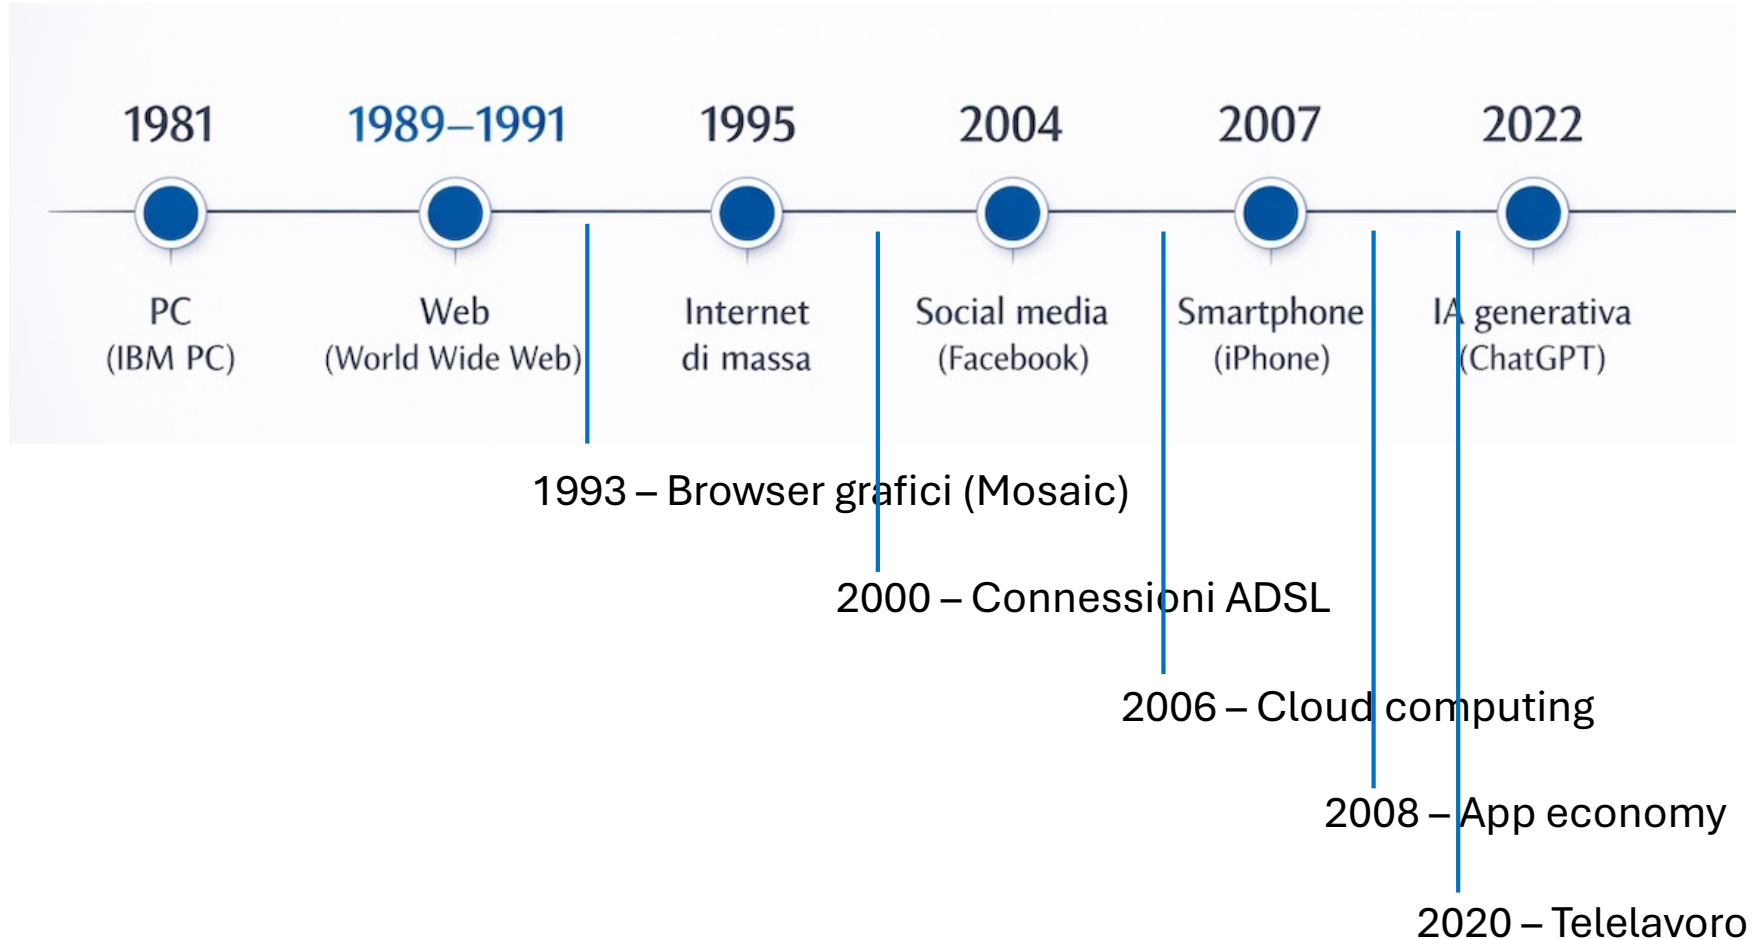 1981
1989–1991
1995
2004
2007
2022
PC
(IBM PC)
Web
(World Wide Web)
Internet
di massa
Social media
(Facebook)
Smartphone
(iPhone)
IA generativa
(ChatGPT)
1993 – Browser grafici (Mosaic)
2000 – Connessioni ADSL
2006 – Cloud computing
2008 – App economy
2020 – Telelavoro